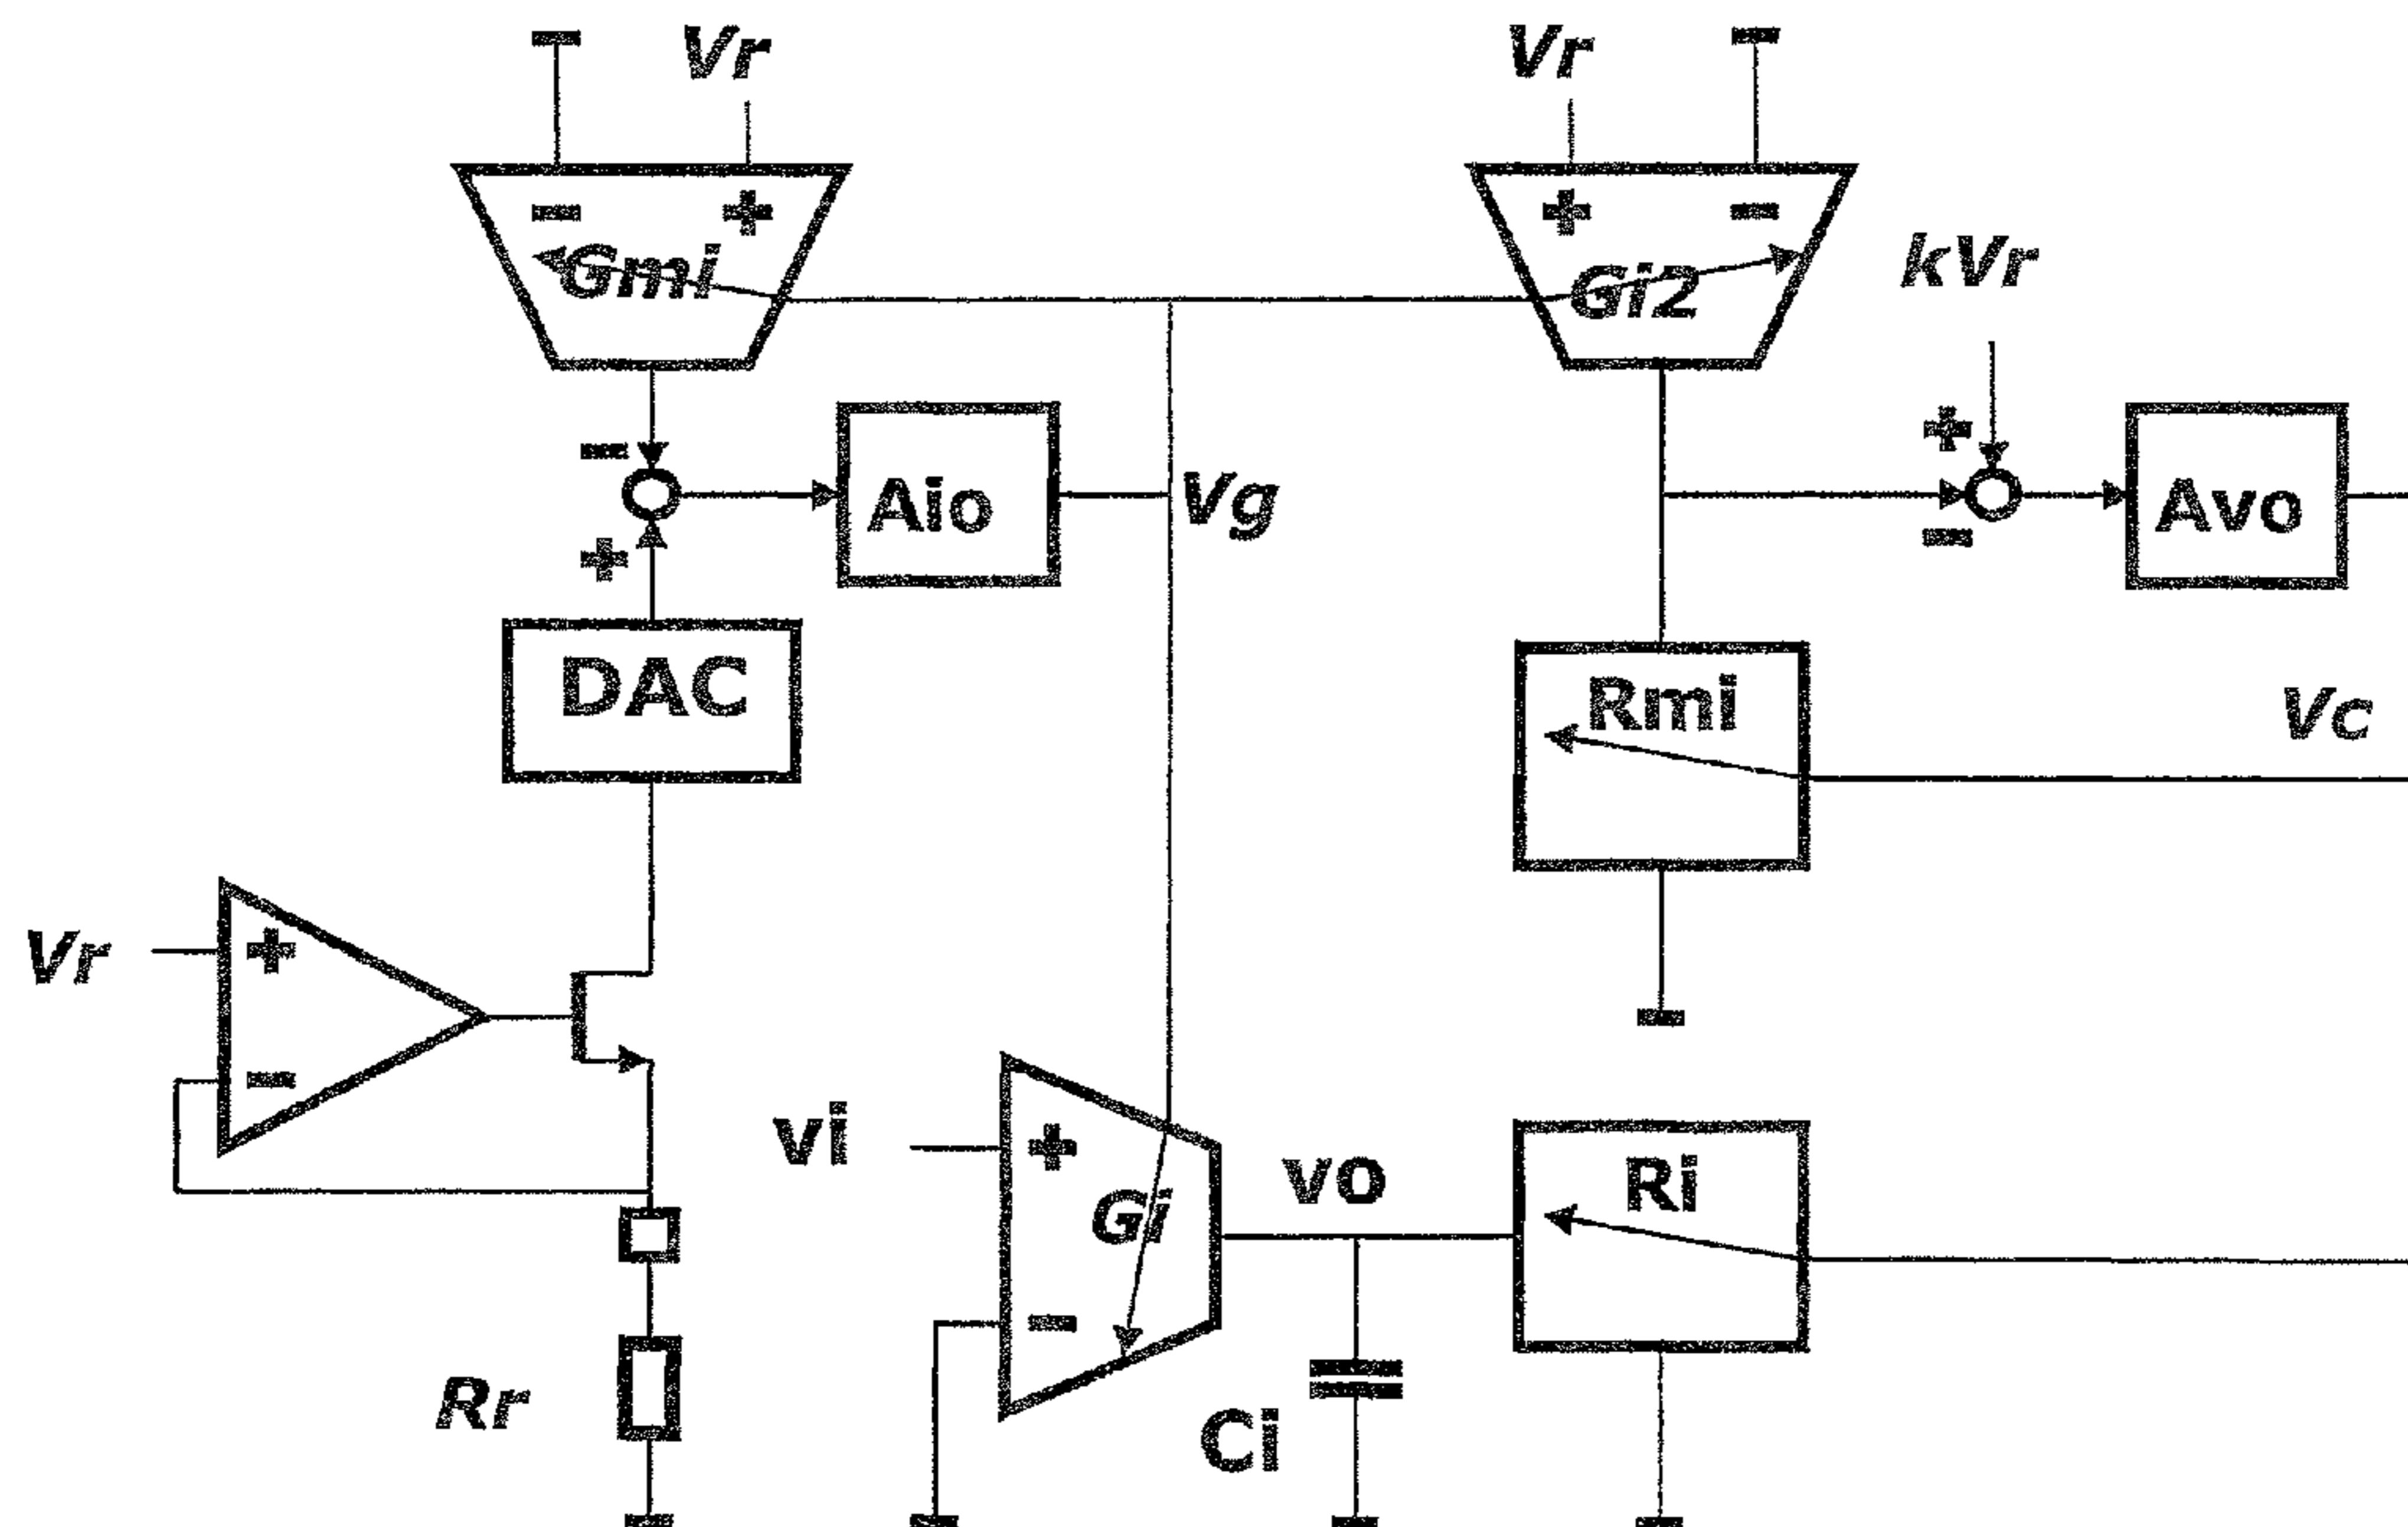 Vr
Vr
− +
+ −
Gmi
Gi2
kVr
−
+
Aio
Vg
Avo
+
−
DAC
Rmi
Vc
Vr
+
−
vi
+
Gi
−
vo
Ri
Rr
Ci